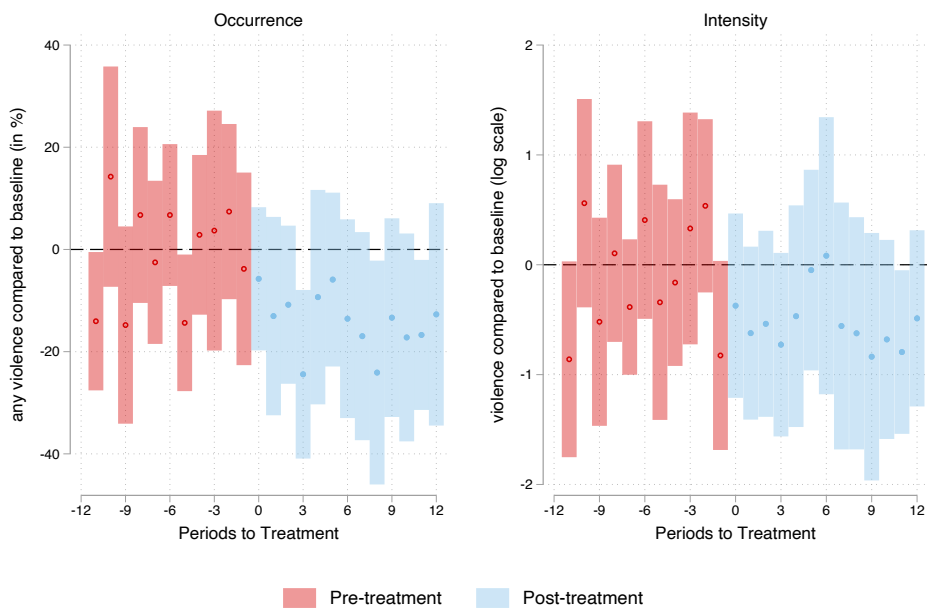 Occurrence
any violence compared to baseline (in %)
40
20
0
-20
-40
-12 -9 -6 -3 0 3 6 9 12
Periods to Treatment
Intensity
violence compared to baseline (log scale)
2
1
0
-1
-2
-12 -9 -6 -3 0 3 6 9 12
Periods to Treatment
Pre-treatment Post-treatment